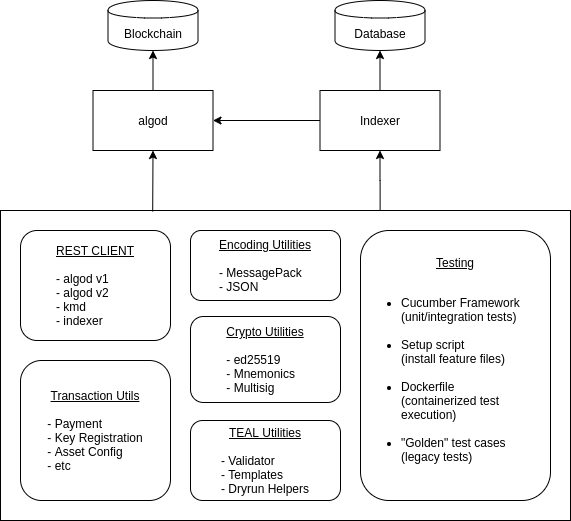 Blockchain
Database
algod
Indexer
REST CLIENT
- algod v1
- algod v2
- kmd
- indexer
Transaction Utils
- Payment
- Key Registration
- Asset Config
- etc
Encoding Utilities
- MessagePack
- JSON
Crypto Utilities
- ed25519
- Mnemonics
- Multisig
TEAL Utilities
- Validator
- Templates
- Dryrun Helpers
Testing
• Cucumber Framework
(unit/integration tests)
• Setup script
(install feature files)
• Dockerfile
(containerized test
execution)
• "Golden" test cases
(legacy tests)